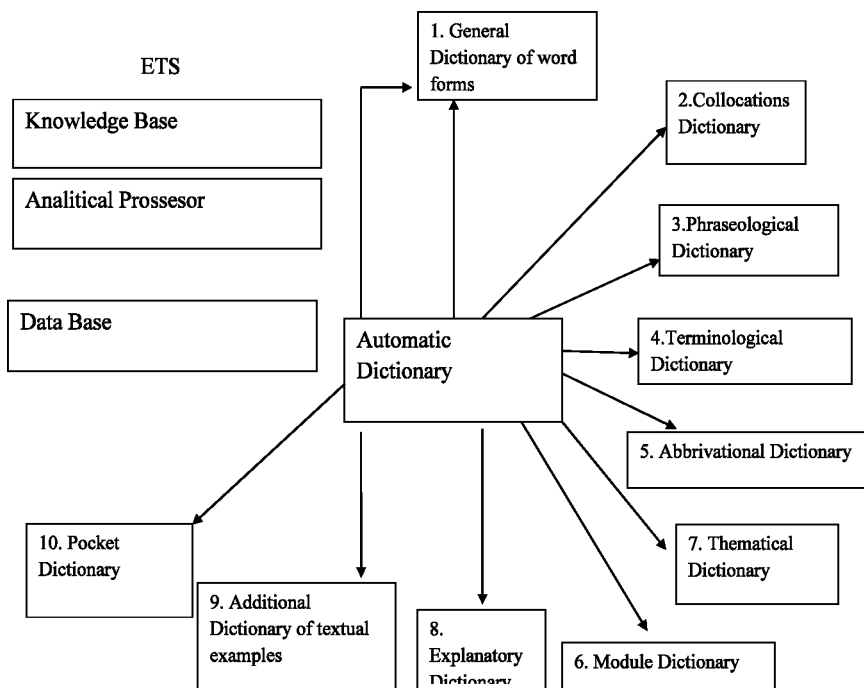 ETS
Knowledge Base
Analitical Prossesor
Data Base
Automatic
Dictionary
1. General
Dictionary of word
forms
2.Collocations
Dictionary
3.Phraseological
Dictionary
4.Terminological
Dictionary
5. Abbrivational Dictionary
7. Thematical
Dictionary
6. Module Dictionary
8.
Explanatory
Dictionary
9. Additional
Dictionary of textual
examples
10. Pocket
Dictionary